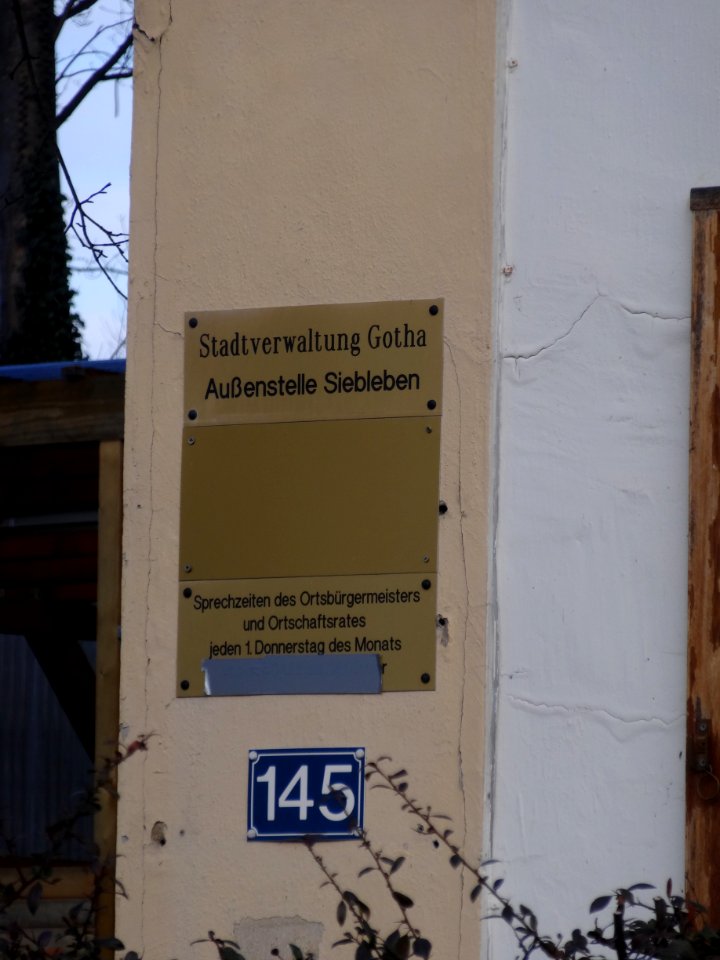 Stadtverwaltung Gotha
Außenstelle Siebleben
Sprechzeiten des Ortsbürgermeisters
und Ortschaftsrates
jeden 1. Donnerstag des Monats
145